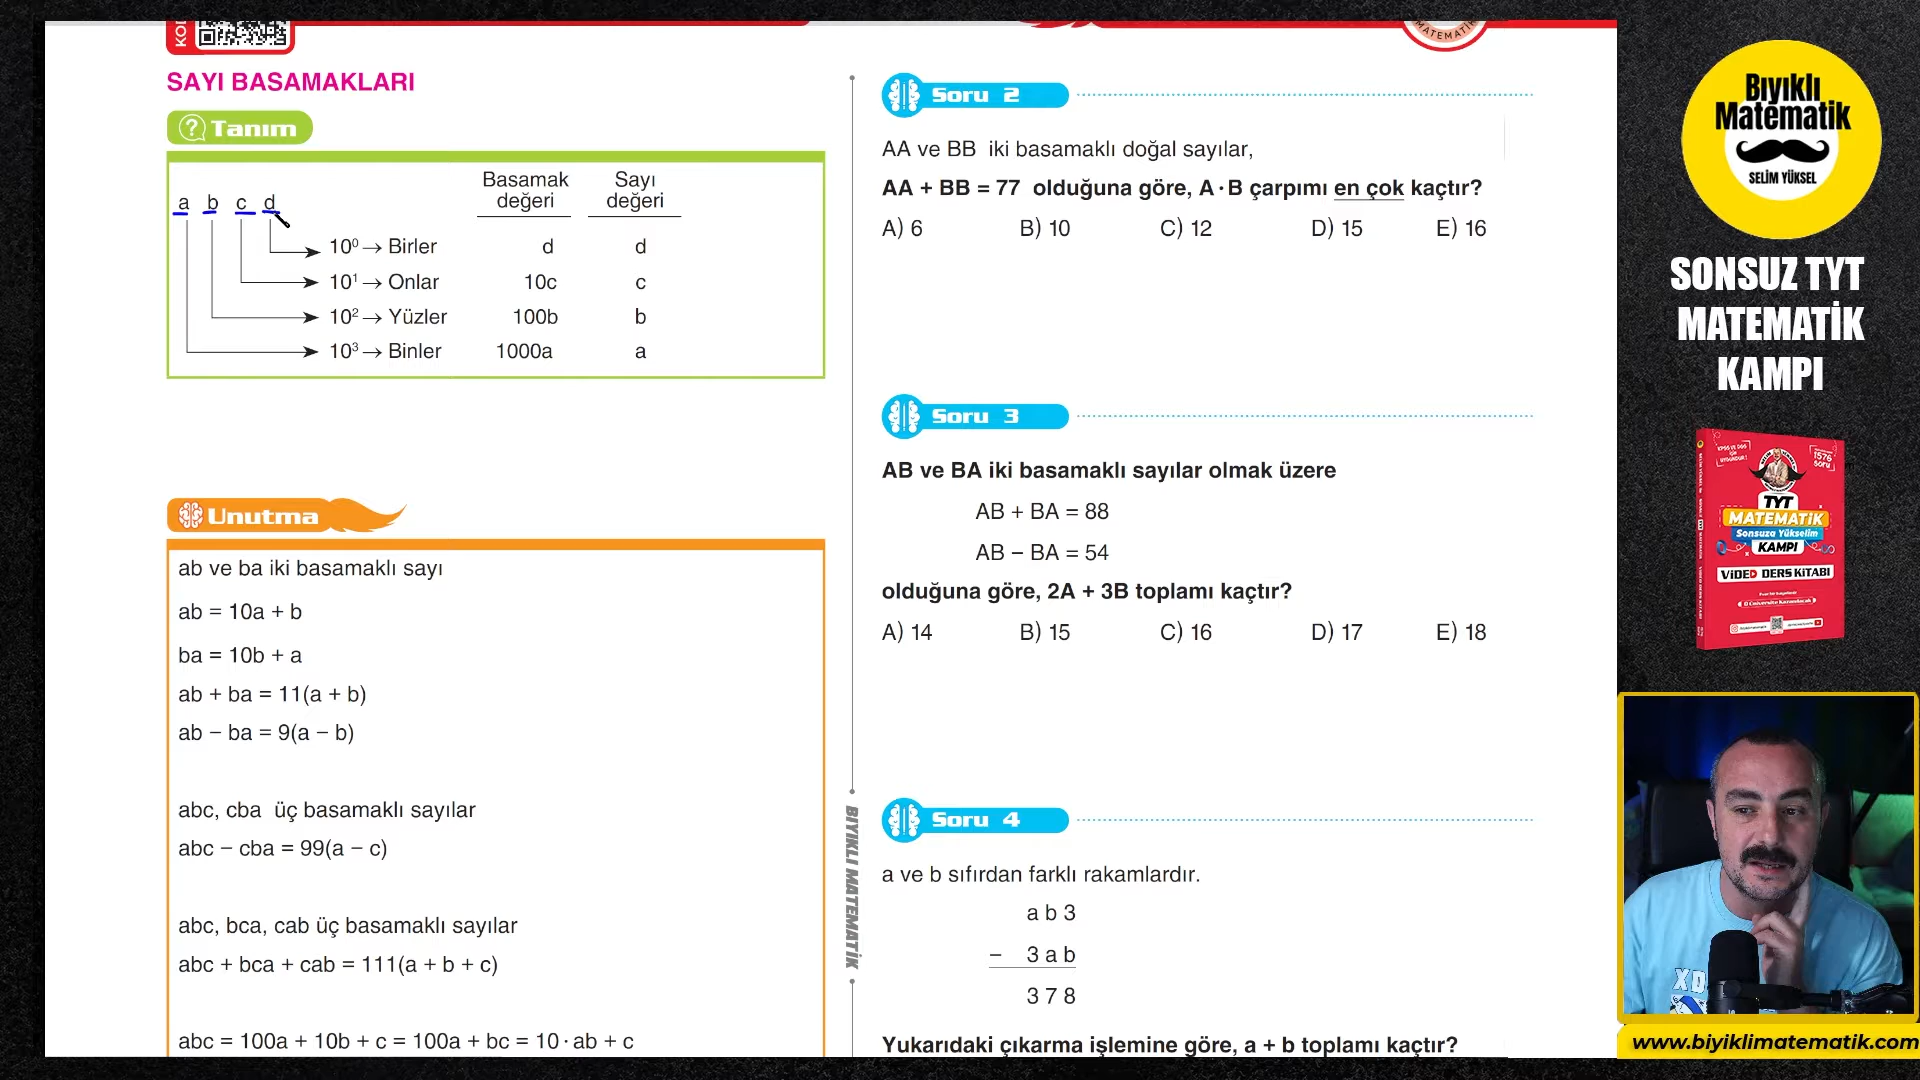 KOD
MATEMATİK
SAYI BASAMAKLARI
? Tanım
Basamak değeri
Sayı değeri
a b c d
10⁰ → Birler d d
10¹ → Onlar 10c c
10² → Yüzler 100b b
10³ → Binler 1000a a
Unutma
ab ve ba iki basamaklı sayı
ab = 10a + b
ba = 10b + a
ab + ba = 11(a + b)
ab − ba = 9(a − b)
abc, cba üç basamaklı sayılar
abc − cba = 99(a − c)
abc, bca, cab üç basamaklı sayılar
abc + bca + cab = 111(a + b + c)
abc = 100a + 10b + c = 100a + bc = 10 · ab + c
BIYIKLI MATEMATİK
Soru 2
AA ve BB iki basamaklı doğal sayılar,
AA + BB = 77 olduğuna göre, A · B çarpımı en çok kaçtır?
A) 6 B) 10 C) 12 D) 15 E) 16
Soru 3
AB ve BA iki basamaklı sayılar olmak üzere
AB + BA = 88
AB − BA = 54
olduğuna göre, 2A + 3B toplamı kaçtır?
A) 14 B) 15 C) 16 D) 17 E) 18
Soru 4
a ve b sıfırdan farklı rakamlardır.
a b 3
− 3 a b
3 7 8
Yukarıdaki çıkarma işlemine göre, a + b toplamı kaçtır?
Bıyıklı
Matematik
SELİM YÜKSEL
SONSUZ TYT
MATEMATİK
KAMPI
1576
Soru
TYT
MATEMATİK
Sonsuza Yükselim
KAMPI
VİDEO DERS KİTABI
XD
www.biyiklimatematik.com